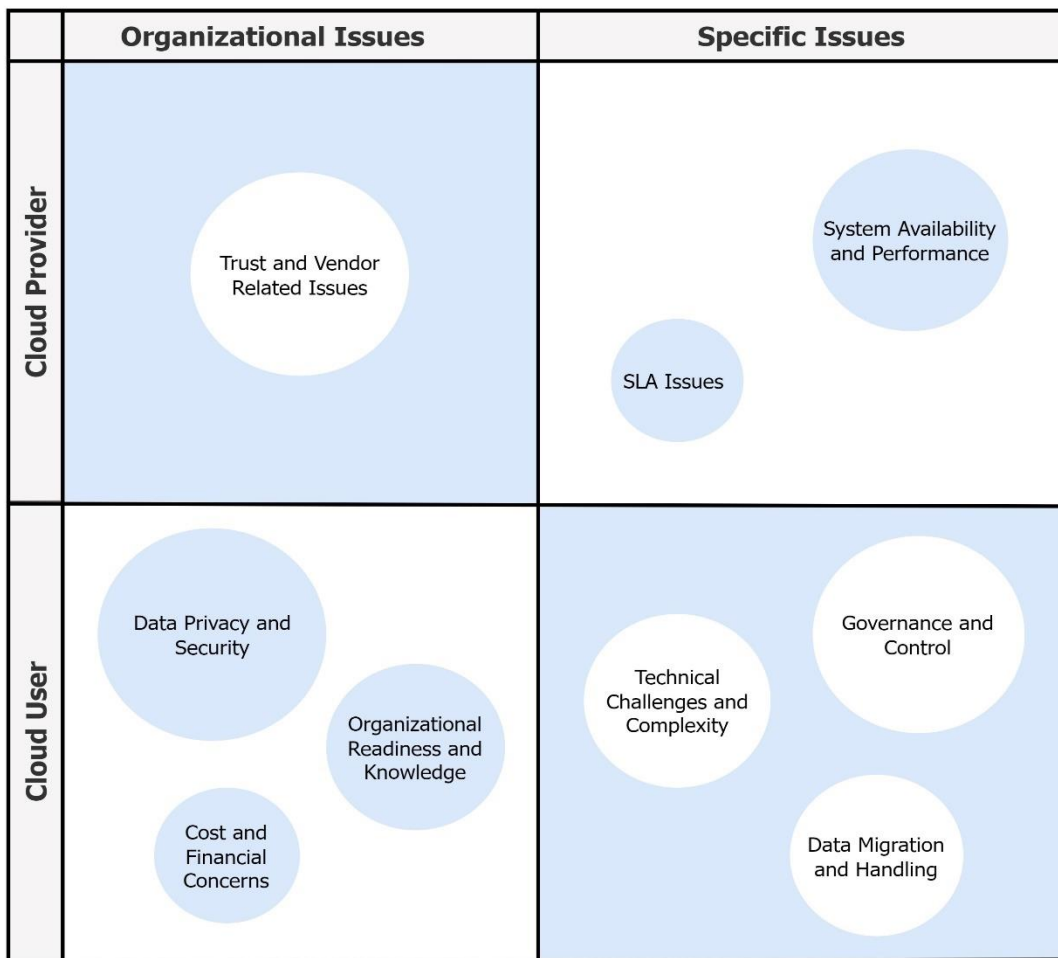 Organizational Issues
Specific Issues
Cloud Provider
Trust and Vendor
Related Issues
System Availability
and Performance
SLA Issues
Cloud User
Data Privacy and
Security
Organizational
Readiness and
Knowledge
Cost and
Financial
Concerns
Technical
Challenges and
Complexity
Governance and
Control
Data Migration
and Handling